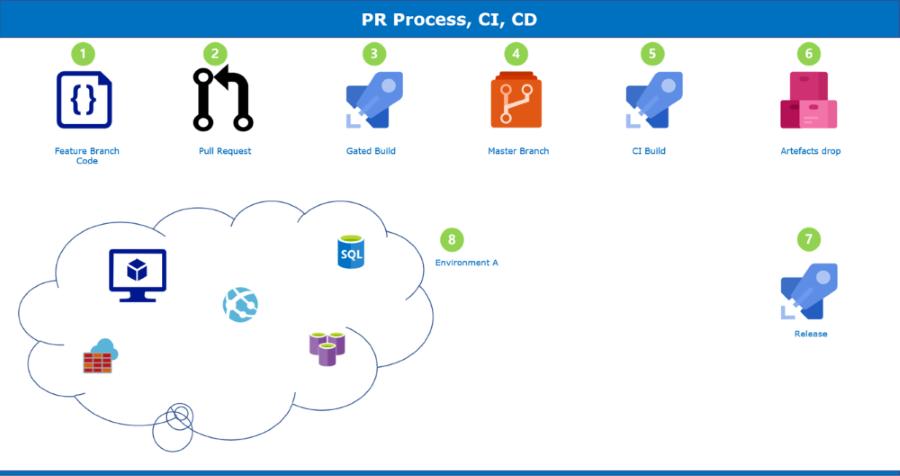 PR Process, CI, CD
1
2
3
4
5
6
Feature Branch
Code
Pull Request
Gated Build
Master Branch
CI Build
Artefacts drop
SQL
8
Environment A
7
Release